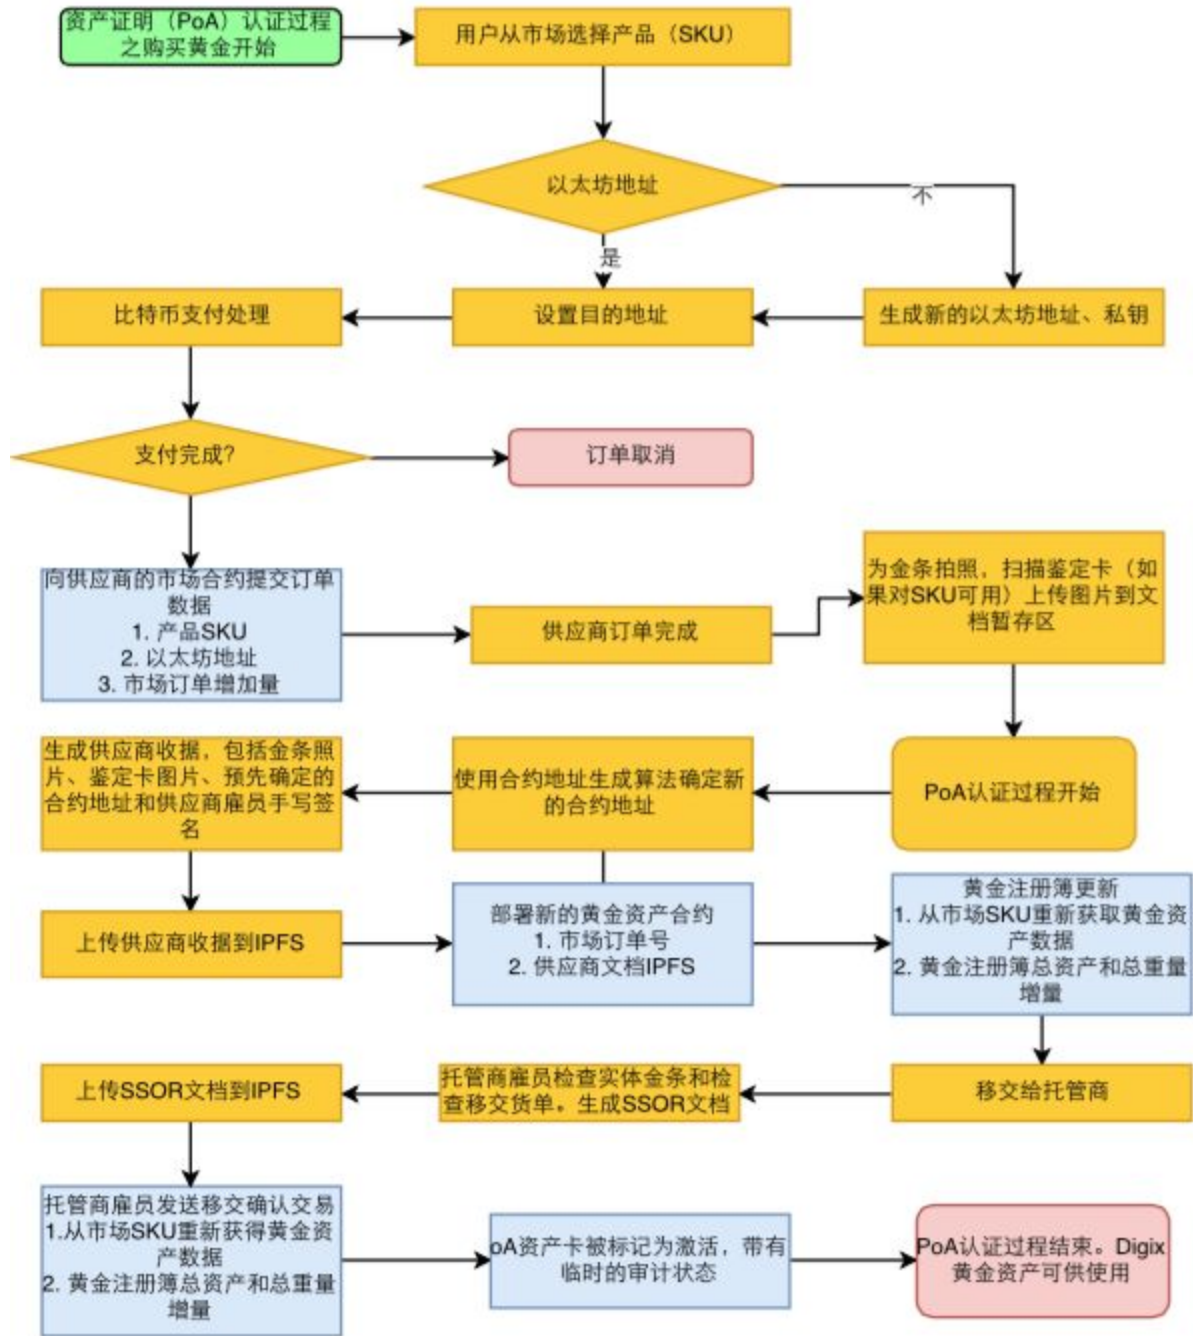 资产证明（PoA）认证过程
之购买黄金开始
用户从市场选择产品（SKU）
以太坊地址
不
是
比特币支付处理
设置目的地址
生成新的以太坊地址、私钥
支付完成?
订单取消
向供应商的市场合约提交订单
数据
1. 产品SKU
2. 以太坊地址
3. 市场订单增加量
供应商订单完成
为金条拍照，扫描鉴定卡（如
果对SKU可用）上传图片到文
档暂存区
生成供应商收据，包括金条照
片、鉴定卡图片、预先确定的
合约地址和供应商雇员手写签
名
使用合约地址生成算法确定新
的合约地址
PoA认证过程开始
上传供应商收据到IPFS
部署新的黄金资产合约
1. 市场订单号
2. 供应商文档IPFS
黄金注册簿更新
1. 从市场SKU重新获取黄金资
产数据
2. 黄金注册簿总资产和总重量
增量
上传SSOR文档到IPFS
托管商雇员检查实体金条和检
查移交货单。生成SSOR文档
移交给托管商
托管商雇员发送移交确认交易
1.从市场SKU重新获得黄金资
产数据
2. 黄金注册簿总资产和总重量
增量
oA资产卡被标记为激活，带有
临时的审计状态
PoA认证过程结束。Digix
黄金资产可供使用